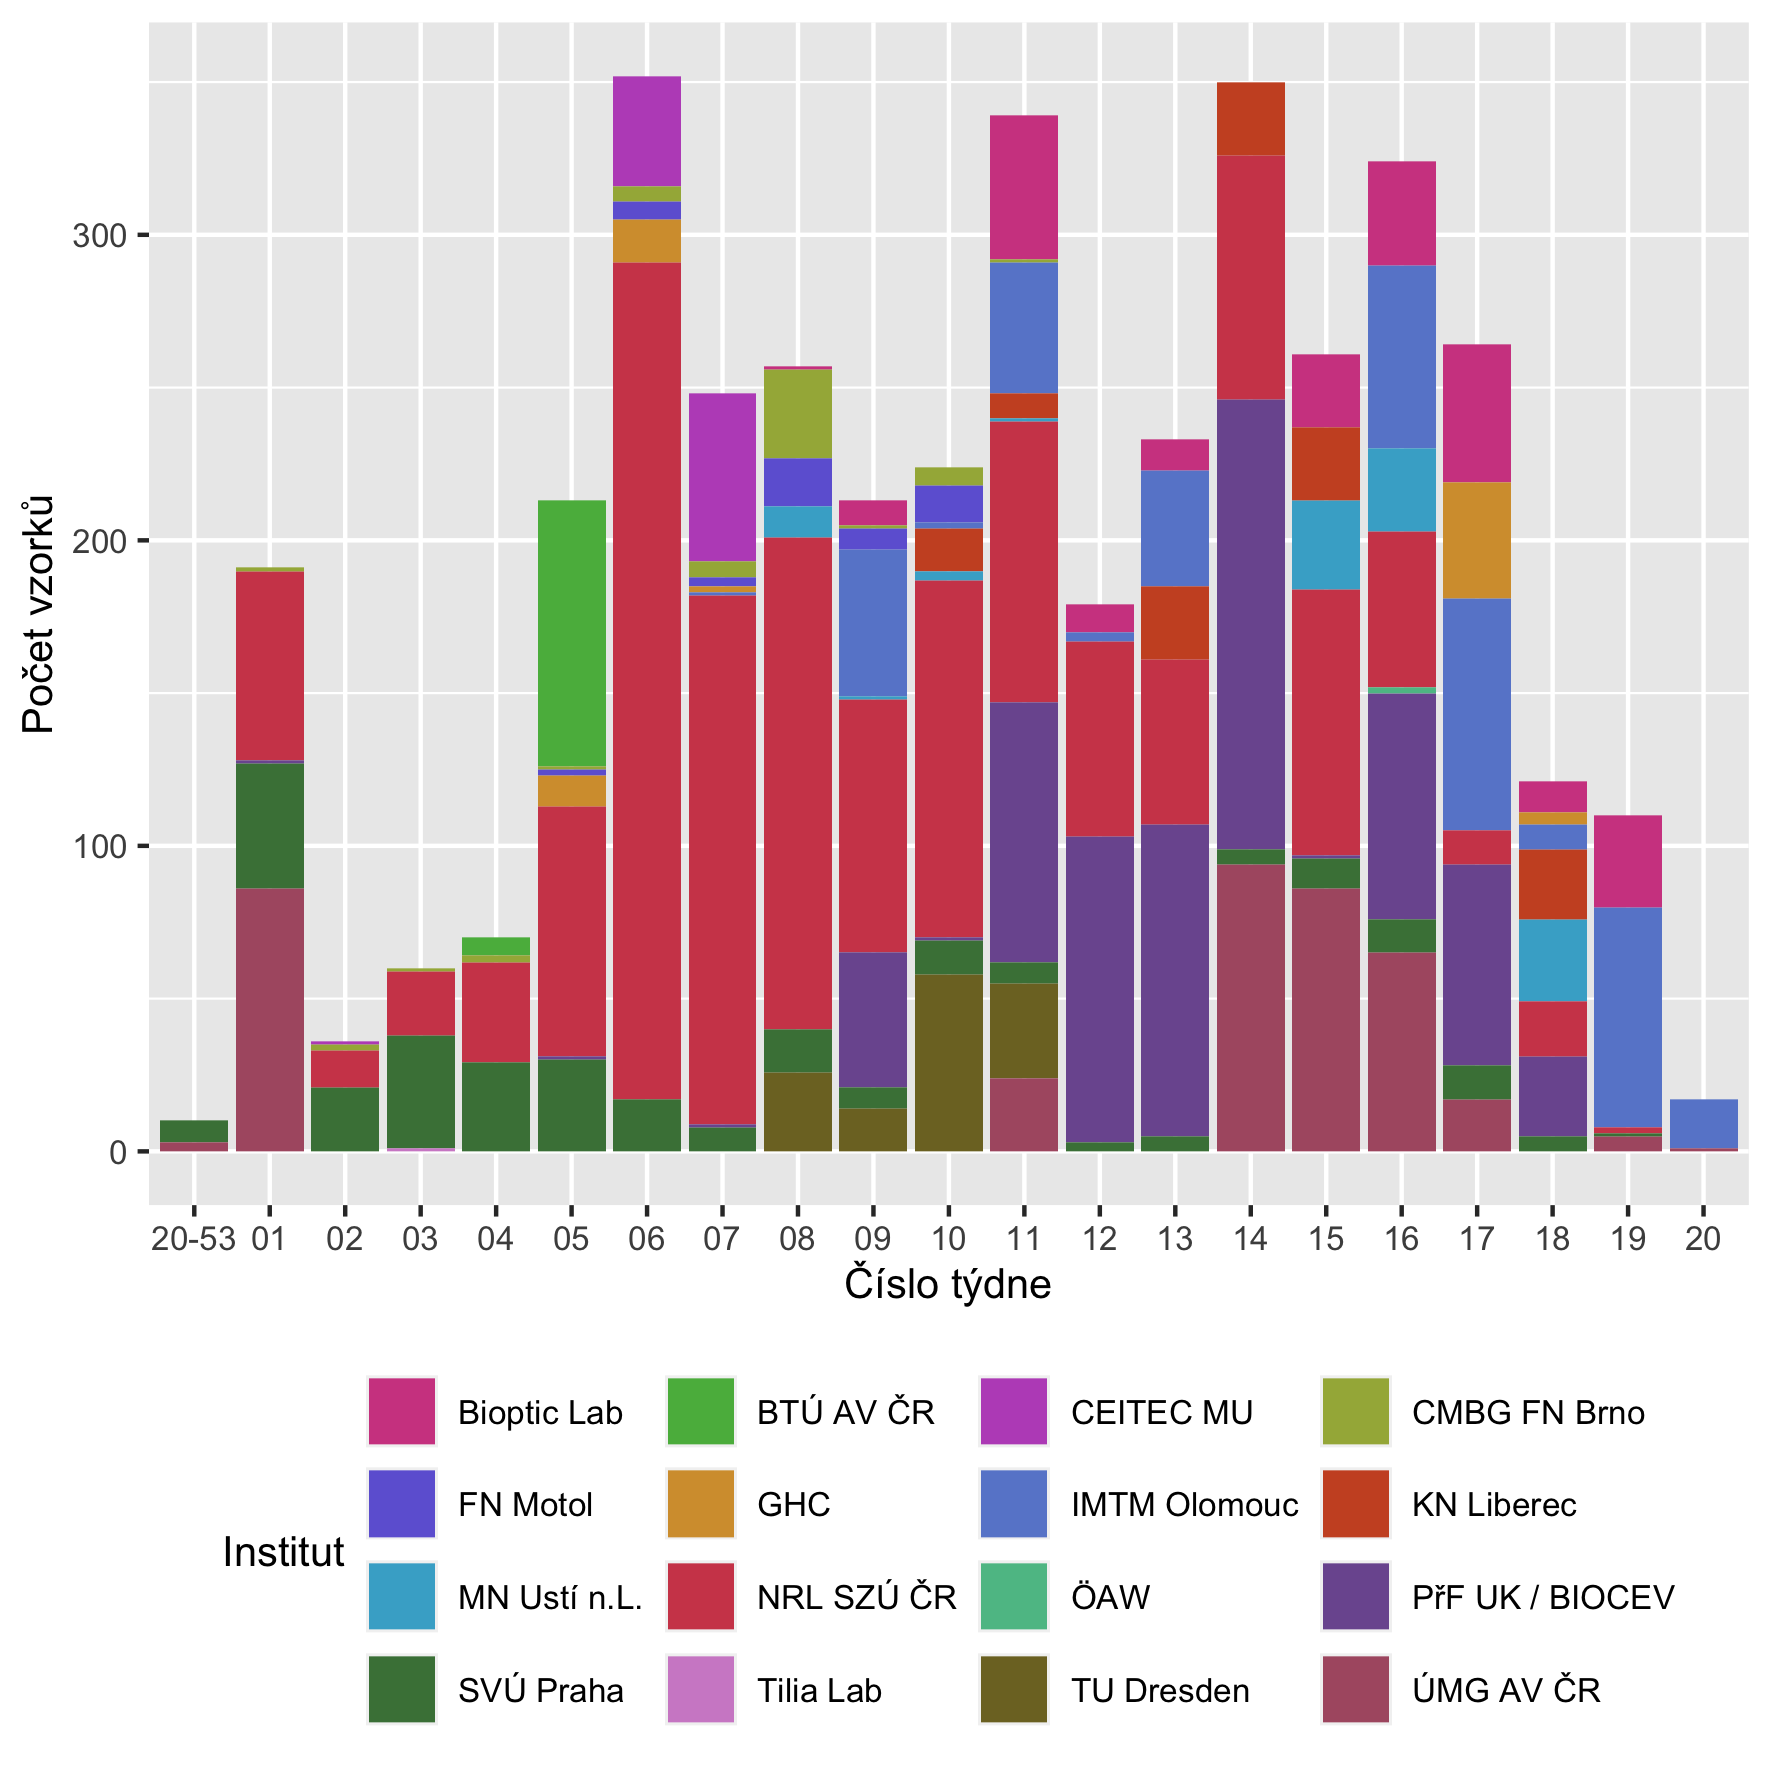 Počet vzorků
300
200
100
0
20-53 01 02 03 04 05 06 07 08 09 10 11 12 13 14 15 16 17 18 19 20
Číslo týdne
Institut
Bioptic Lab BTÚ AV ČR CEITEC MU CMBG FN Brno
FN Motol GHC IMTM Olomouc KN Liberec
MN Ustí n.L. NRL SZÚ ČR ÖAW PřF UK / BIOCEV
SVÚ Praha Tilia Lab TU Dresden ÚMG AV ČR